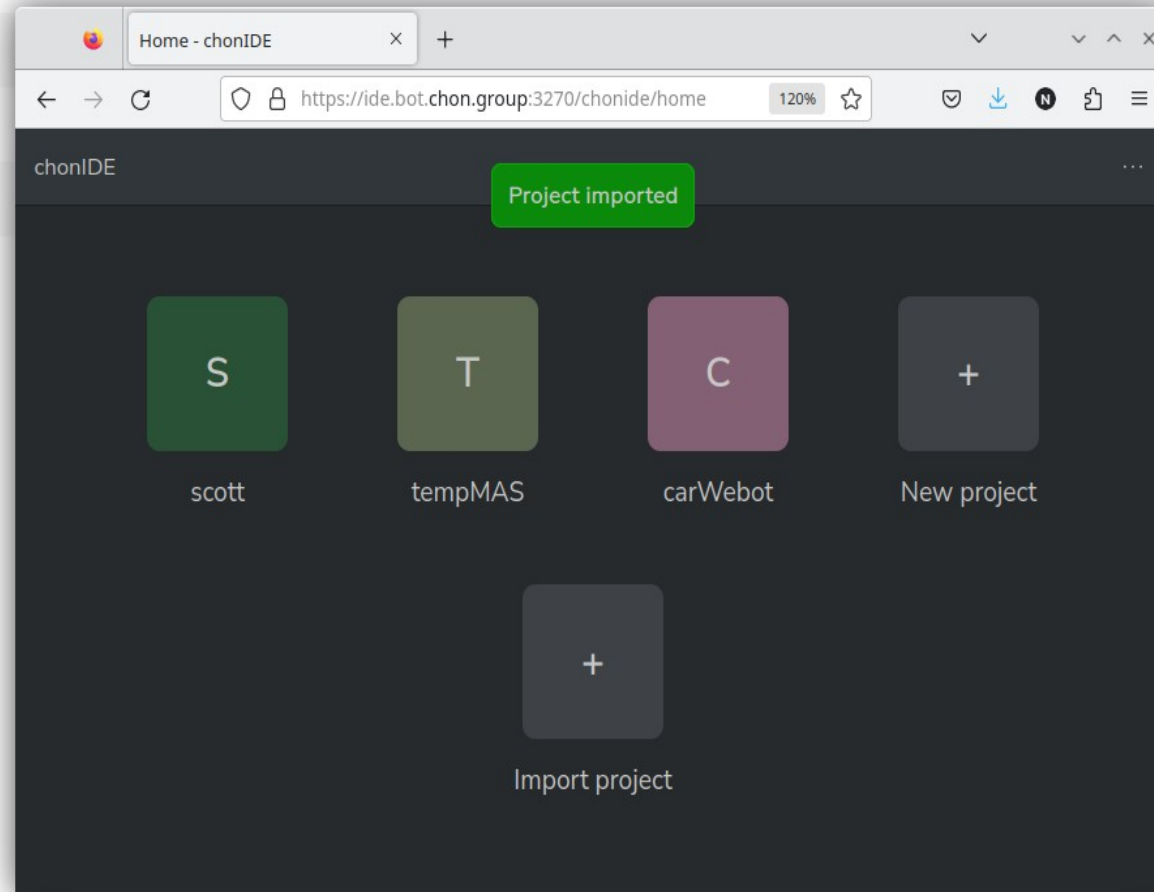 Home - chonIDE
https://ide.bot.chon.group:3270/chonide/home 120%
N
chonIDE
...
Project imported
S T C +
scott tempMAS carWebot New project
+
Import project